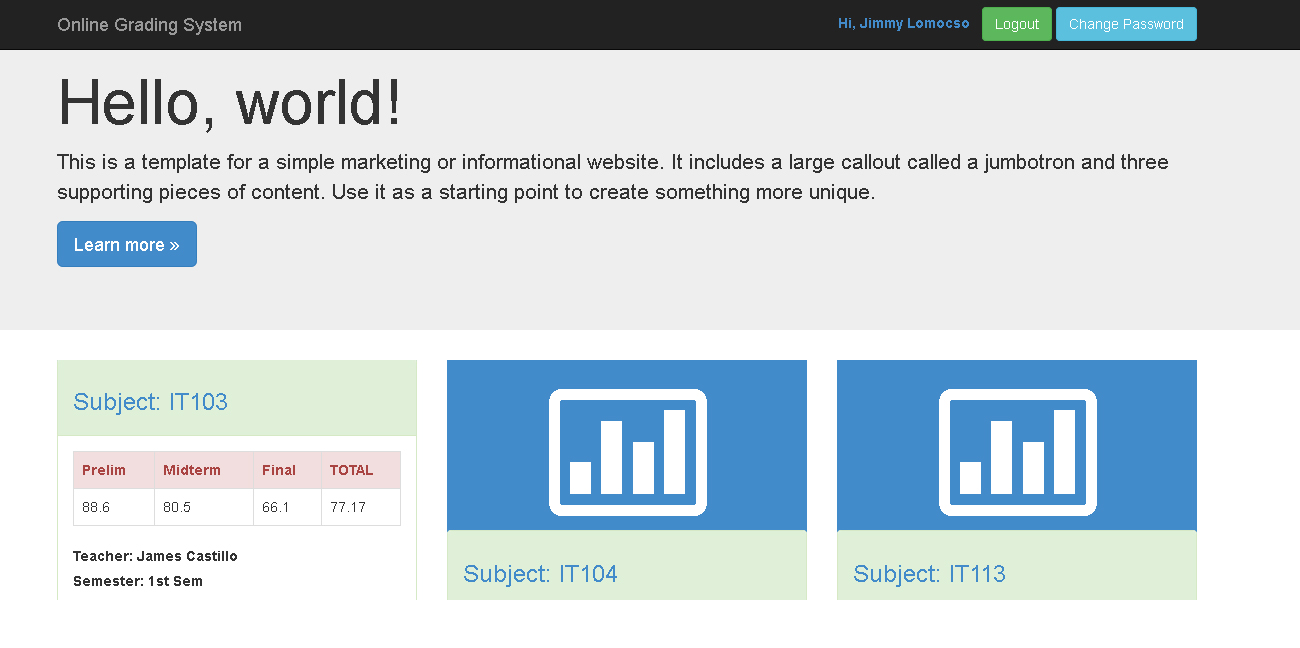 Online Grading System
Hi, Jimmy Lomocso Logout Change Password
Hello, world!
This is a template for a simple marketing or informational website. It includes a large callout called a jumbotron and three
supporting pieces of content. Use it as a starting point to create something more unique.
Learn more »
Subject: IT103
Prelim Midterm Final TOTAL
88.6 80.5 66.1 77.17
Teacher: James Castillo
Semester: 1st Sem
Subject: IT104
Subject: IT113